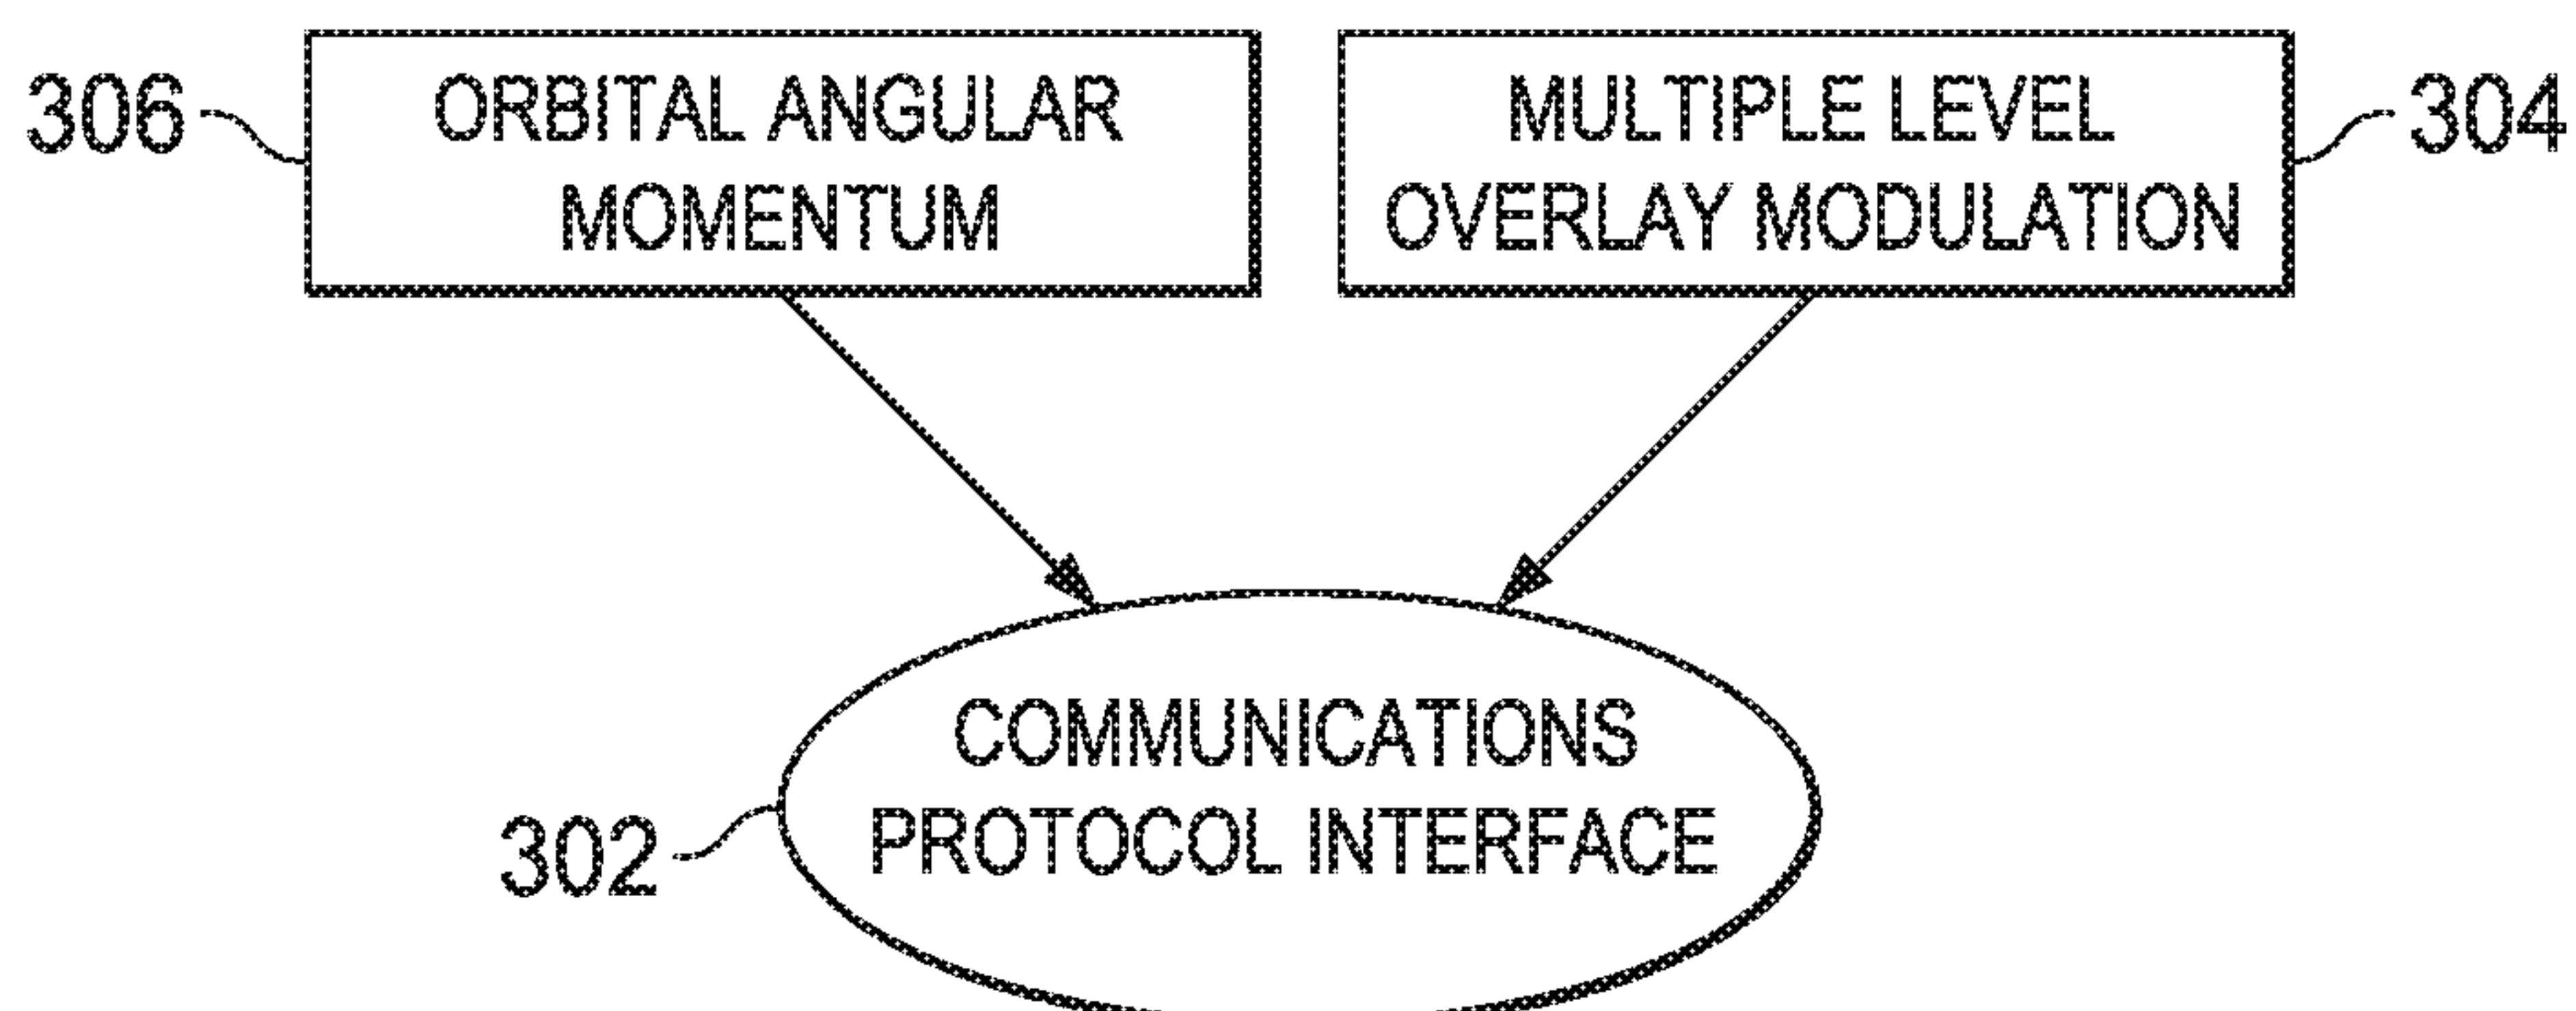 306
ORBITAL ANGULAR
MOMENTUM
MULTIPLE LEVEL
OVERLAY MODULATION
304
COMMUNICATIONS
PROTOCOL INTERFACE
302